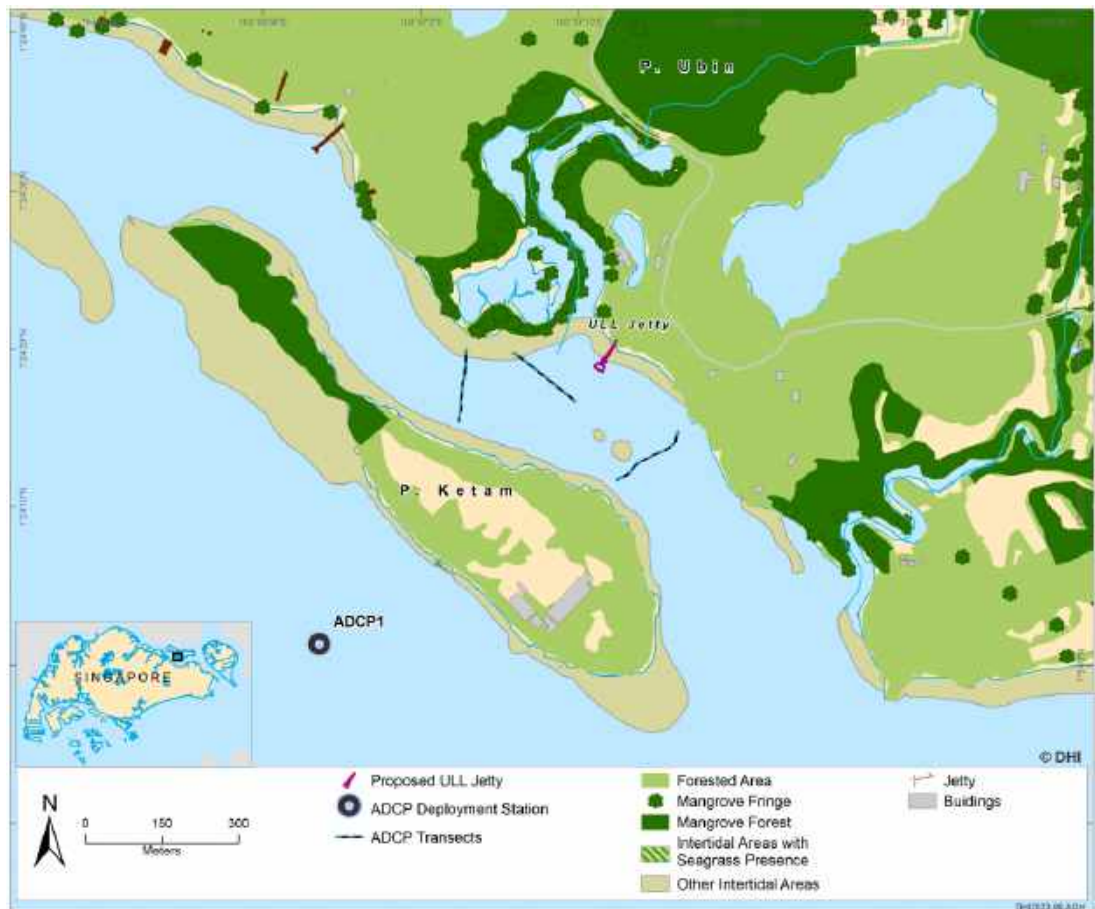 P. Ubin
ULL Jetty
P. Ketam
ADCP1
SINGAPORE
© DHI
N
0 150 300
Meters
Proposed ULL Jetty
ADCP Deployment Station
ADCP Transects
Forested Area
Mangrove Fringe
Mangrove Forest
Intertidal Areas with
Seagrass Presence
Other Intertidal Areas
Jetty
Buidings